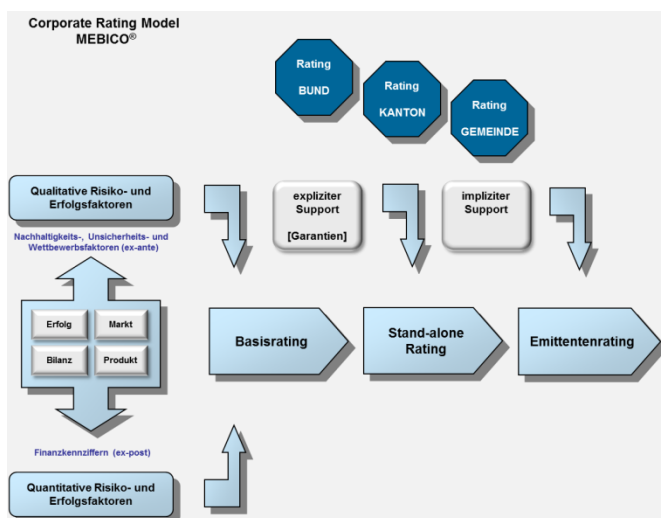 Corporate Rating Model
MEBICO®
Rating
BUND
Rating
KANTON
Rating
GEMEINDE
Qualitative Risiko- und
Erfolgsfaktoren
expliziter
Support
[Garantien]
impliziter
Support
Nachhaltigkeits-, Unsicherheits- und
Wettbewerbsfaktoren (ex-ante)
Erfolg
Markt
Bilanz
Produkt
Basisrating
Stand-alone
Rating
Emittentenrating
Finanzkennziffern (ex-post)
Quantitative Risiko- und
Erfolgsfaktoren